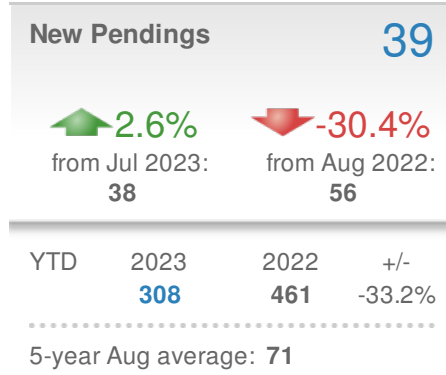 New Pendings 39
2.6% -30.4%
from Jul 2023: from Aug 2022:
38 56
YTD 2023 2022 +/-
308 461 -33.2%
5-year Aug average: 71